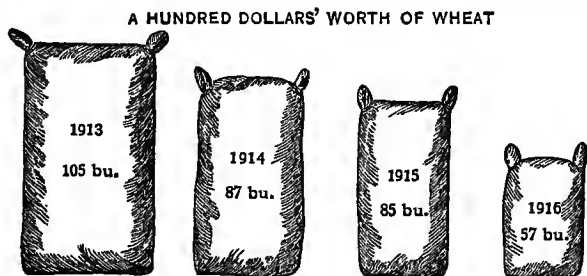 A HUNDRED DOLLARS' WORTH OF WHEAT
1913
105 bu.
1914
87 bu.
1915
85 bu.
1916
57 bu.